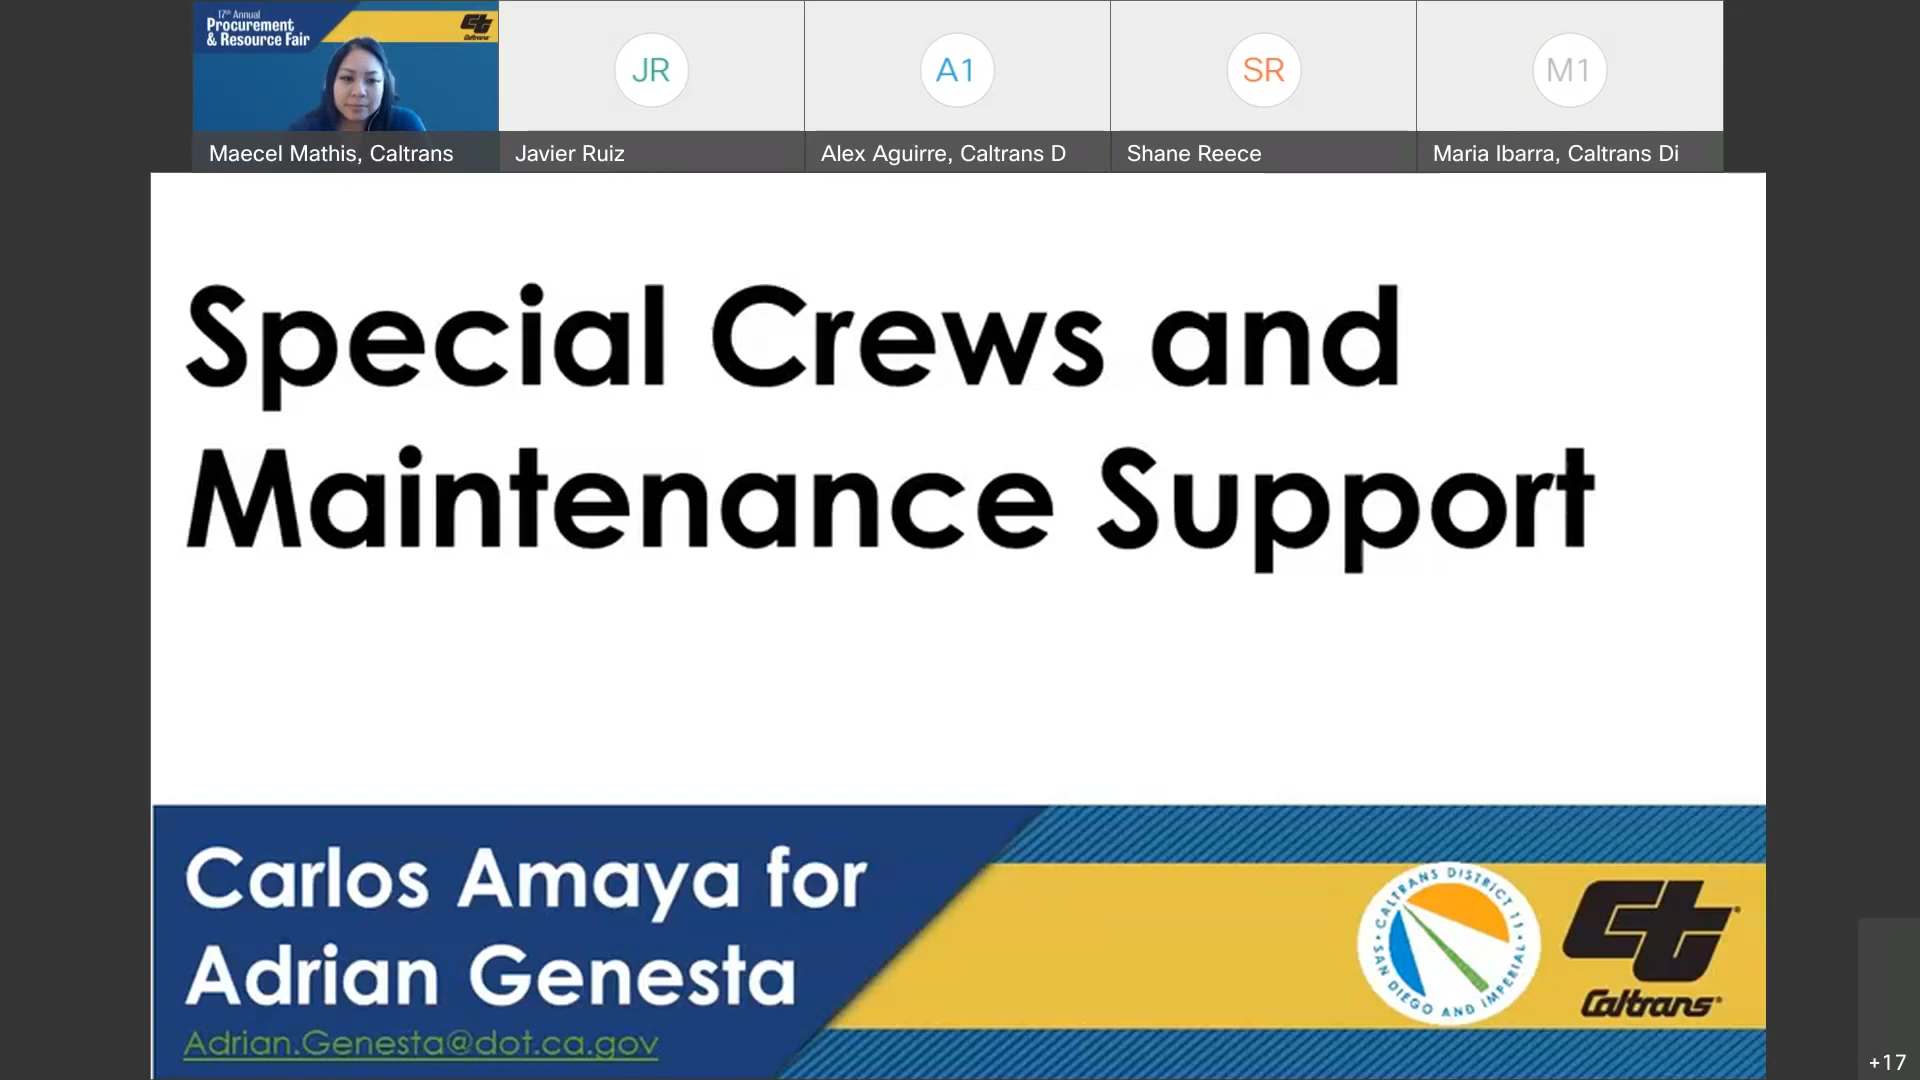 17th Annual
Procurement
& Resource Fair
Caltrans
JR
A1
SR
M1
Maecel Mathis, Caltrans
Javier Ruiz
Alex Aguirre, Caltrans D
Shane Reece
Maria Ibarra, Caltrans Di
Special Crews and
Maintenance Support
Carlos Amaya for
Adrian Genesta
Adrian.Genesta@dot.ca.gov
CALTRANS DISTRICT 11
SAN DIEGO AND IMPERIAL
Ct
Caltrans
+17